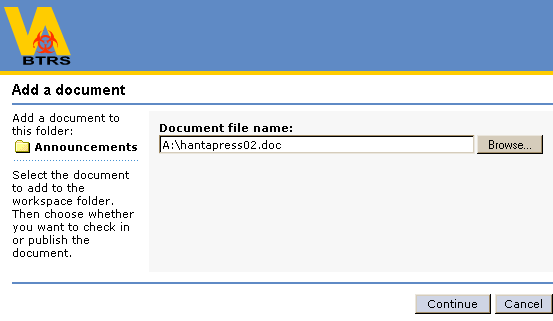 VA
BTRS
Add a document
Add a document to
this folder:
Announcements
Select the document
to add to the
workspace folder.
Then choose whether
you want to check in
or publish the
document.
Document file name:
A:\hantapress02.doc
Browse...
Continue
Cancel